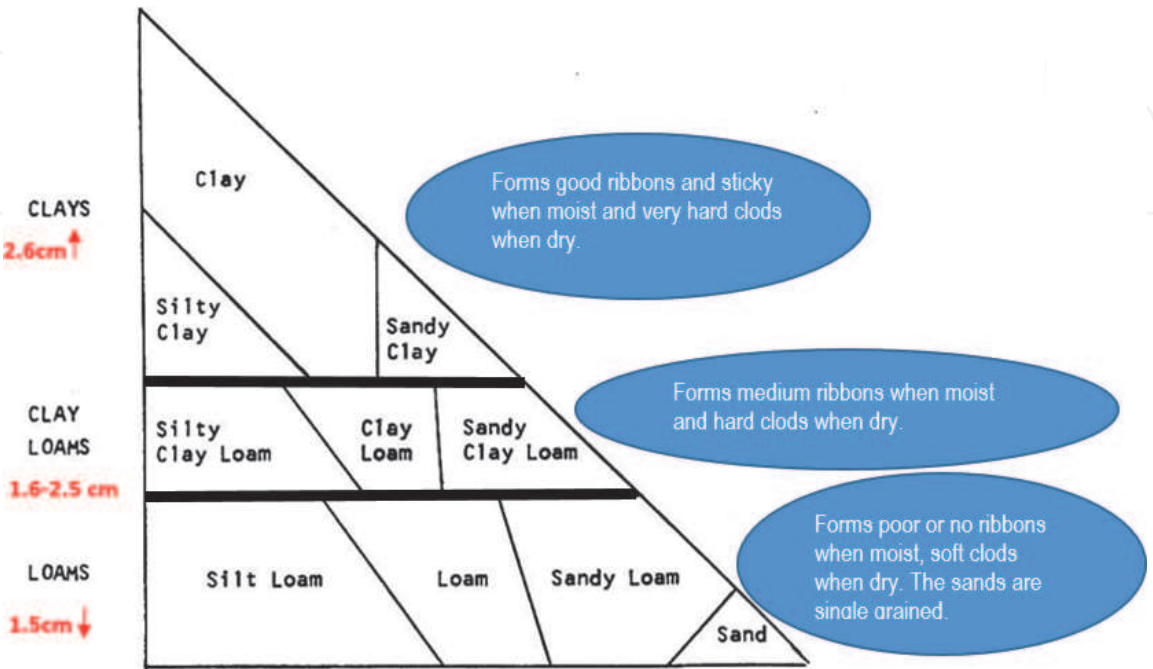 Clay
CLAYS
2.6cm↑
Forms good ribbons and sticky
when moist and very hard clods
when dry.
Silty
Clay
Sandy
Clay
CLAY
LOAMS
1.6-2.5 cm
Silty
Clay Loam
Clay
Loam
Sandy
Clay Loam
Forms medium ribbons when moist
and hard clods when dry.
LOAMS
1.5cm↓
Silt Loam
Loam
Sandy Loam
Sand
Forms poor or no ribbons
when moist, soft clods
when dry. The sands are
single grained.